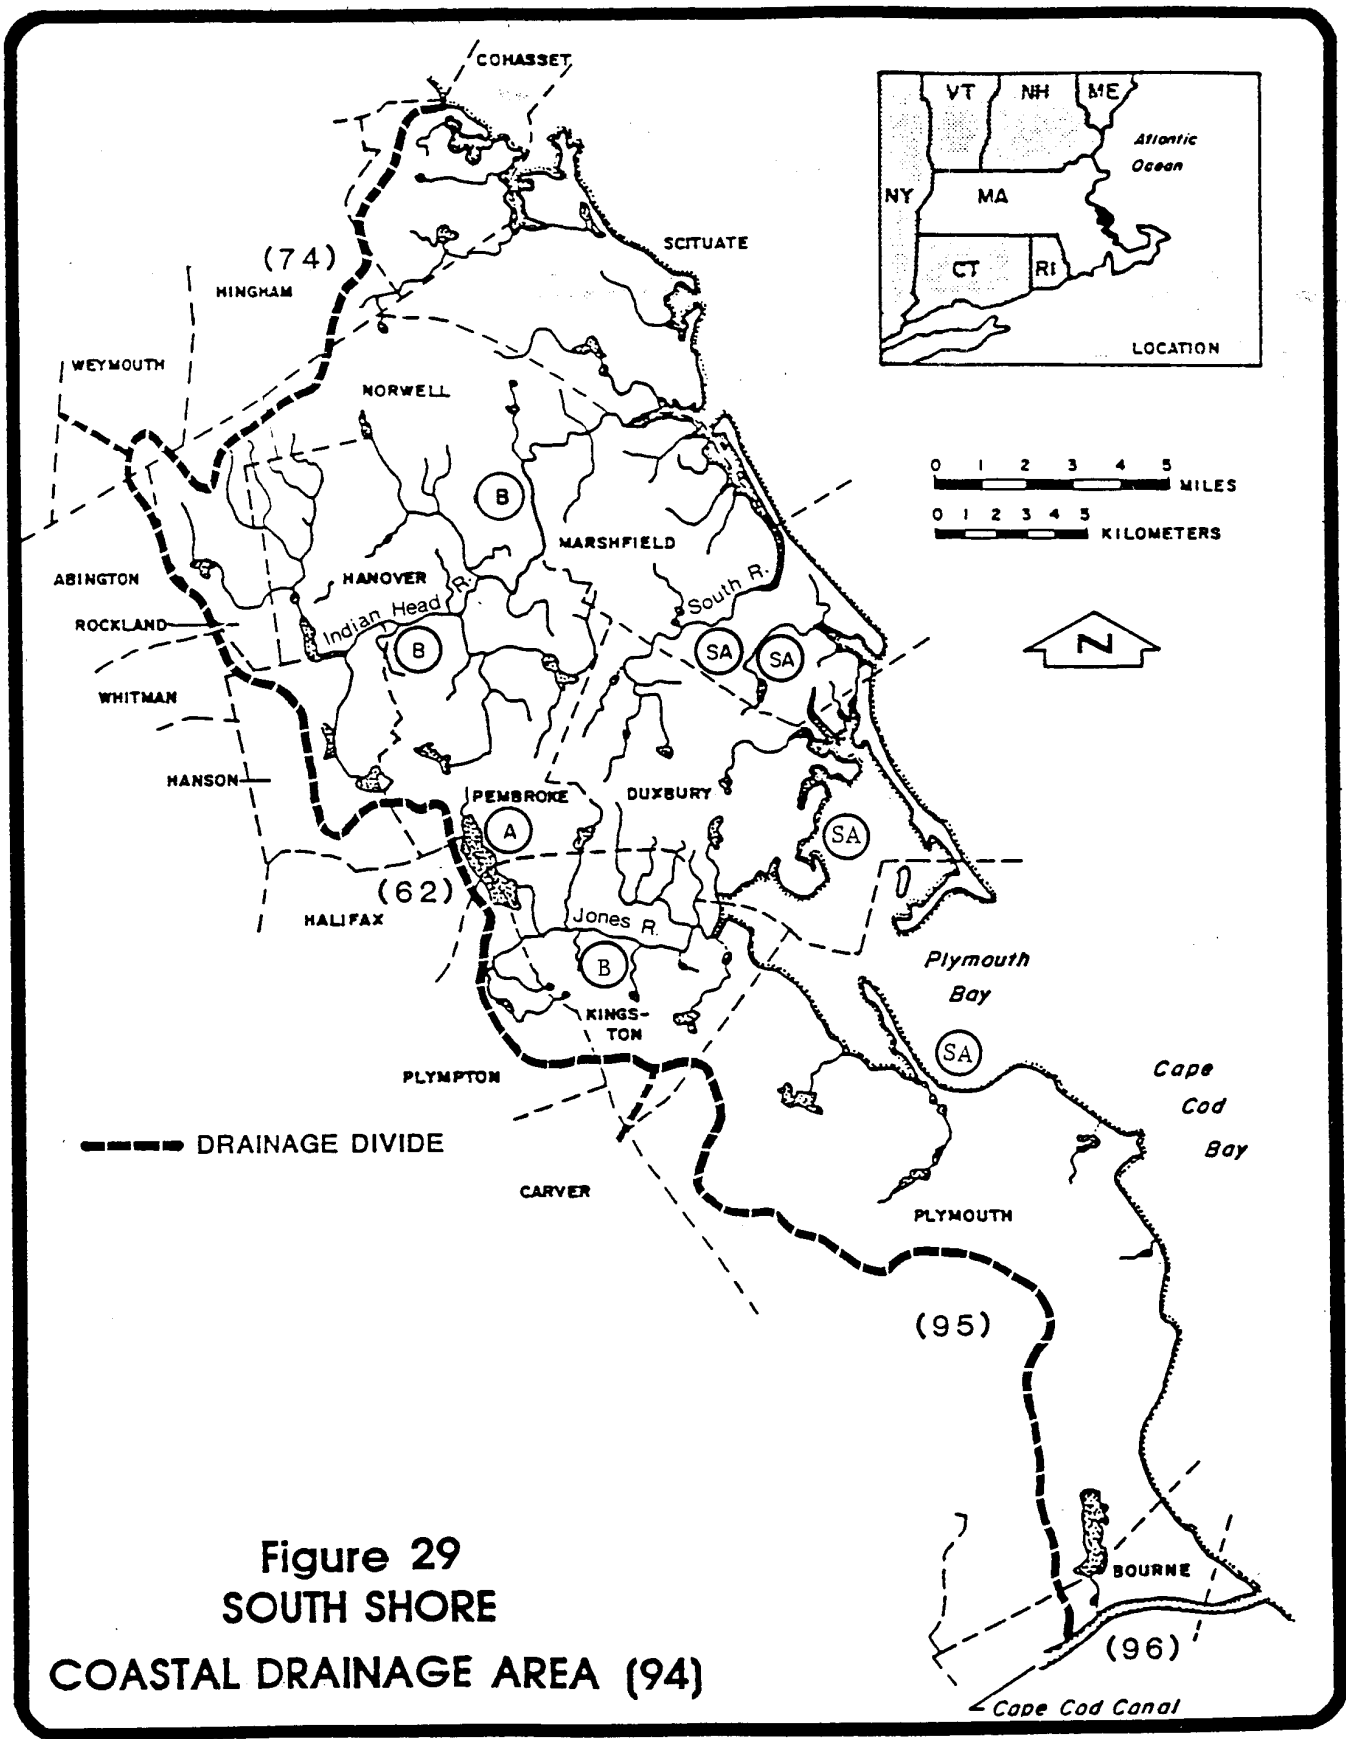 COHASSET
VT
NH
ME
Atlantic
Ocean
NY
MA
CT
RI
LOCATION
SCITUATE
(74)
HINGHAM
WEYMOUTH
NORWELL
0 1 2 3 4 5
MILES
0 1 2 3 4 5
KILOMETERS
B
MARSHFIELD
ABINGTON
HANOVER
Indian Head R.
South R.
ROCKLAND
B
SA
SA
N
WHITMAN
HANSON
PEMBROKE
DUXBURY
A
SA
(62)
HALIFAX
Jones R.
B
Plymouth
Bay
KINGS-
TON
SA
PLYMPTON
Cape
Cod
Bay
DRAINAGE DIVIDE
CARVER
PLYMOUTH
(95)
Figure 29
SOUTH SHORE
COASTAL DRAINAGE AREA (94)
BOURNE
(96)
Cape Cod Canal